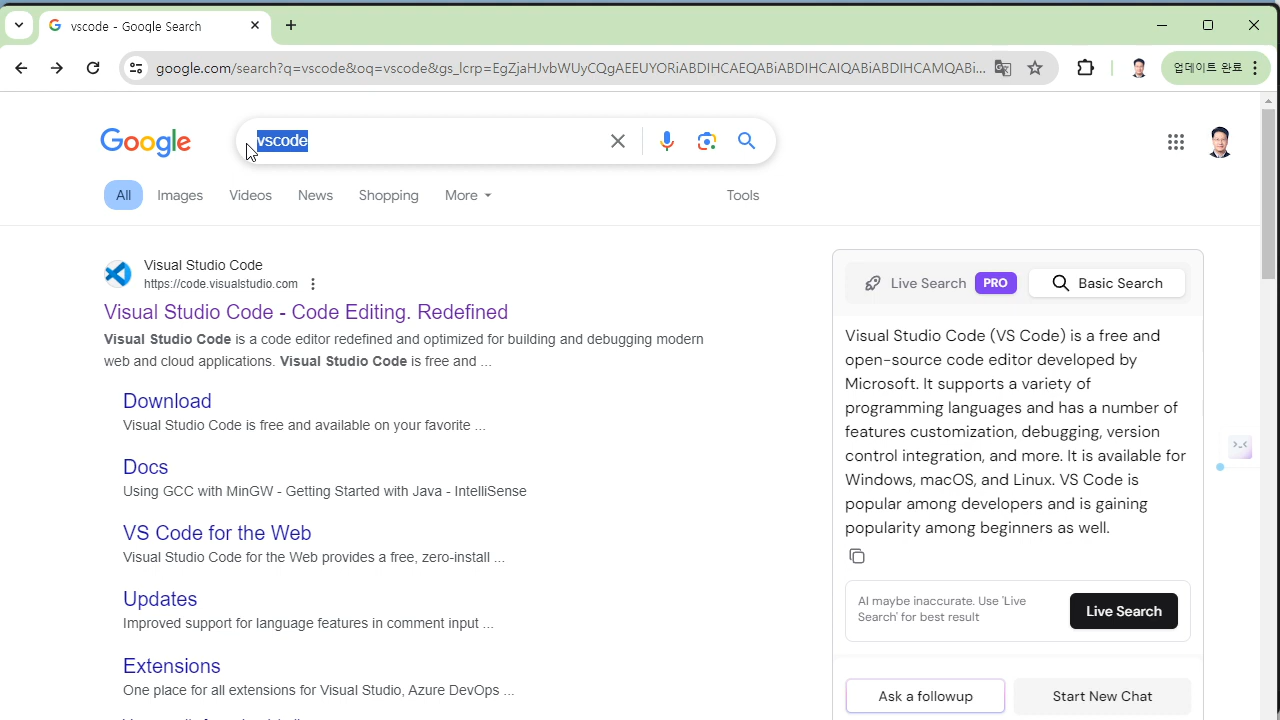 vscode - Google Search
google.com/search?q=vscode&oq=vscode&gs_lcrp=EgZjaHJvbWUyCQgAEEUYORiABDIHCAEQABiABDIHCAIQABiABDIHCAMQABi...
업데이트 완료
Google
vscode
All
Images
Videos
News
Shopping
More
Tools
Visual Studio Code
https://code.visualstudio.com
Visual Studio Code - Code Editing. Redefined
Visual Studio Code is a code editor redefined and optimized for building and debugging modern
web and cloud applications. Visual Studio Code is free and ...
Download
Visual Studio Code is free and available on your favorite ...
Docs
Using GCC with MinGW - Getting Started with Java - IntelliSense
VS Code for the Web
Visual Studio Code for the Web provides a free, zero-install ...
Updates
Improved support for language features in comment input ...
Extensions
One place for all extensions for Visual Studio, Azure DevOps ...
Live Search PRO
Basic Search
Visual Studio Code (VS Code) is a free and
open-source code editor developed by
Microsoft. It supports a variety of
programming languages and has a number of
features customization, debugging, version
control integration, and more. It is available for
Windows, macOS, and Linux. VS Code is
popular among developers and is gaining
popularity among beginners as well.
AI maybe inaccurate. Use 'Live
Search' for best result
Live Search
Ask a followup
Start New Chat